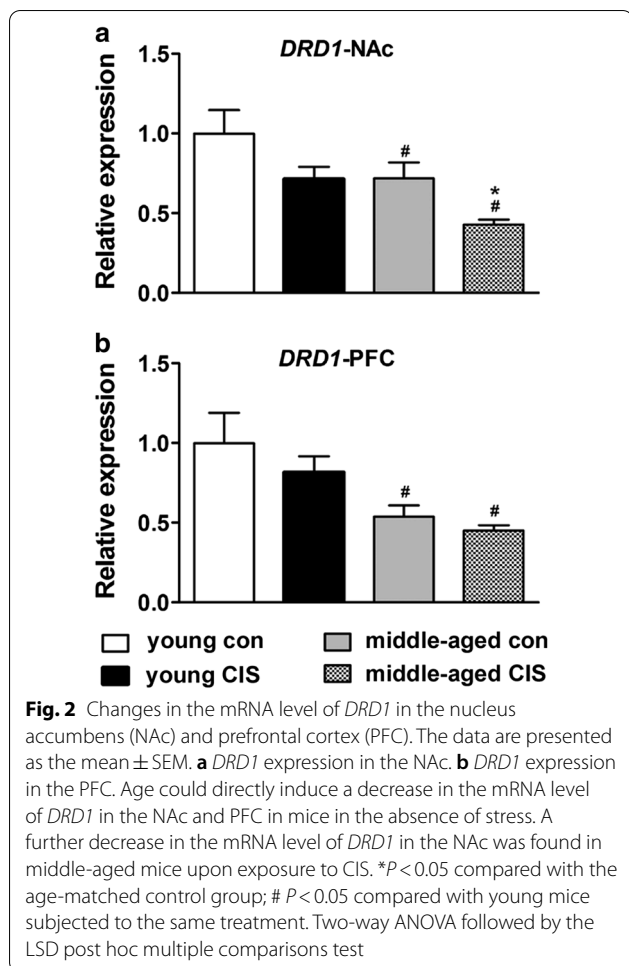 a
DRD1-NAc
Relative expression
1.5
1.0
0.5
0.0
#
*
#
b
DRD1-PFC
Relative expression
1.5
1.0
0.5
0.0
#
#
young con
middle-aged con
young CIS
middle-aged CIS
Fig. 2 Changes in the mRNA level of DRD1 in the nucleus
accumbens (NAc) and prefrontal cortex (PFC). The data are presented
as the mean ± SEM. a DRD1 expression in the NAc. b DRD1 expression
in the PFC. Age could directly induce a decrease in the mRNA level
of DRD1 in the NAc and PFC in mice in the absence of stress. A
further decrease in the mRNA level of DRD1 in the NAc was found in
middle-aged mice upon exposure to CIS. *P < 0.05 compared with the
age-matched control group; # P < 0.05 compared with young mice
subjected to the same treatment. Two-way ANOVA followed by the
LSD post hoc multiple comparisons test